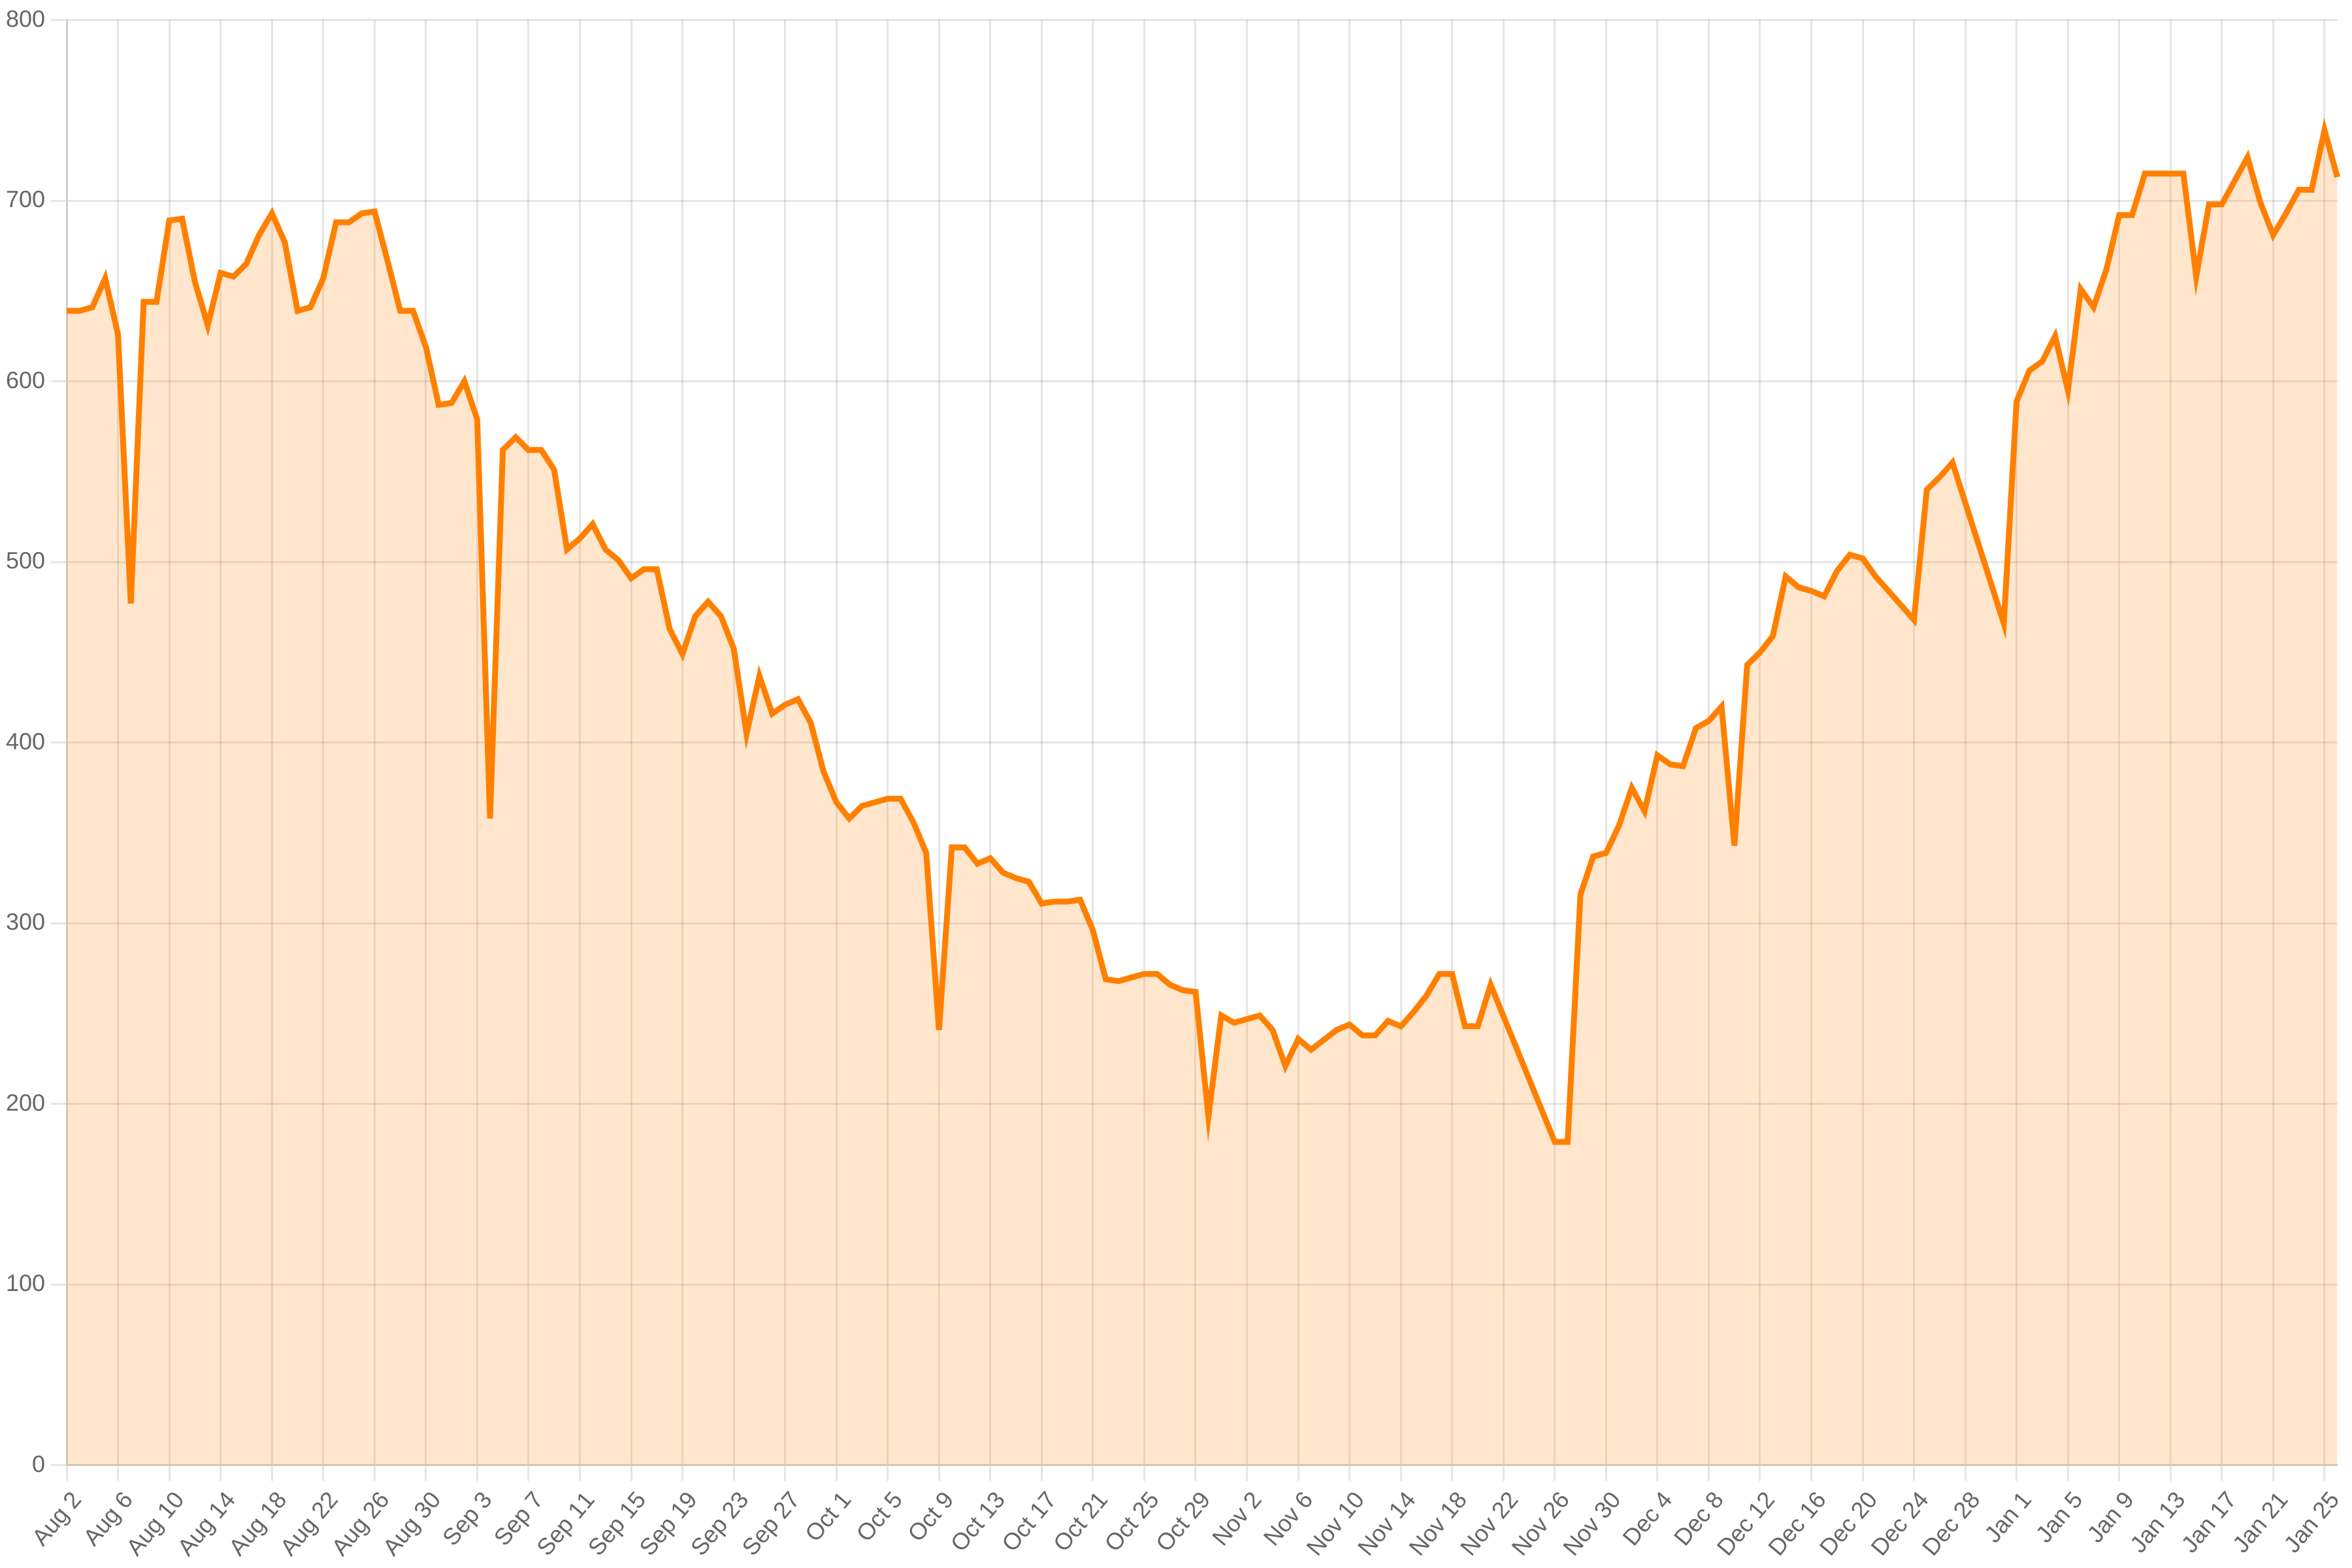 800
700
600
500
400
300
200
100
0
Aug 2
Aug 6
Aug 10
Aug 14
Aug 18
Aug 22
Aug 26
Aug 30
Sep 3
Sep 7
Sep 11
Sep 15
Sep 19
Sep 23
Sep 27
Oct 1
Oct 5
Oct 9
Oct 13
Oct 17
Oct 21
Oct 25
Oct 29
Nov 2
Nov 6
Nov 10
Nov 14
Nov 18
Nov 22
Nov 26
Nov 30
Dec 4
Dec 8
Dec 12
Dec 16
Dec 20
Dec 24
Dec 28
Jan 1
Jan 5
Jan 9
Jan 13
Jan 17
Jan 21
Jan 25